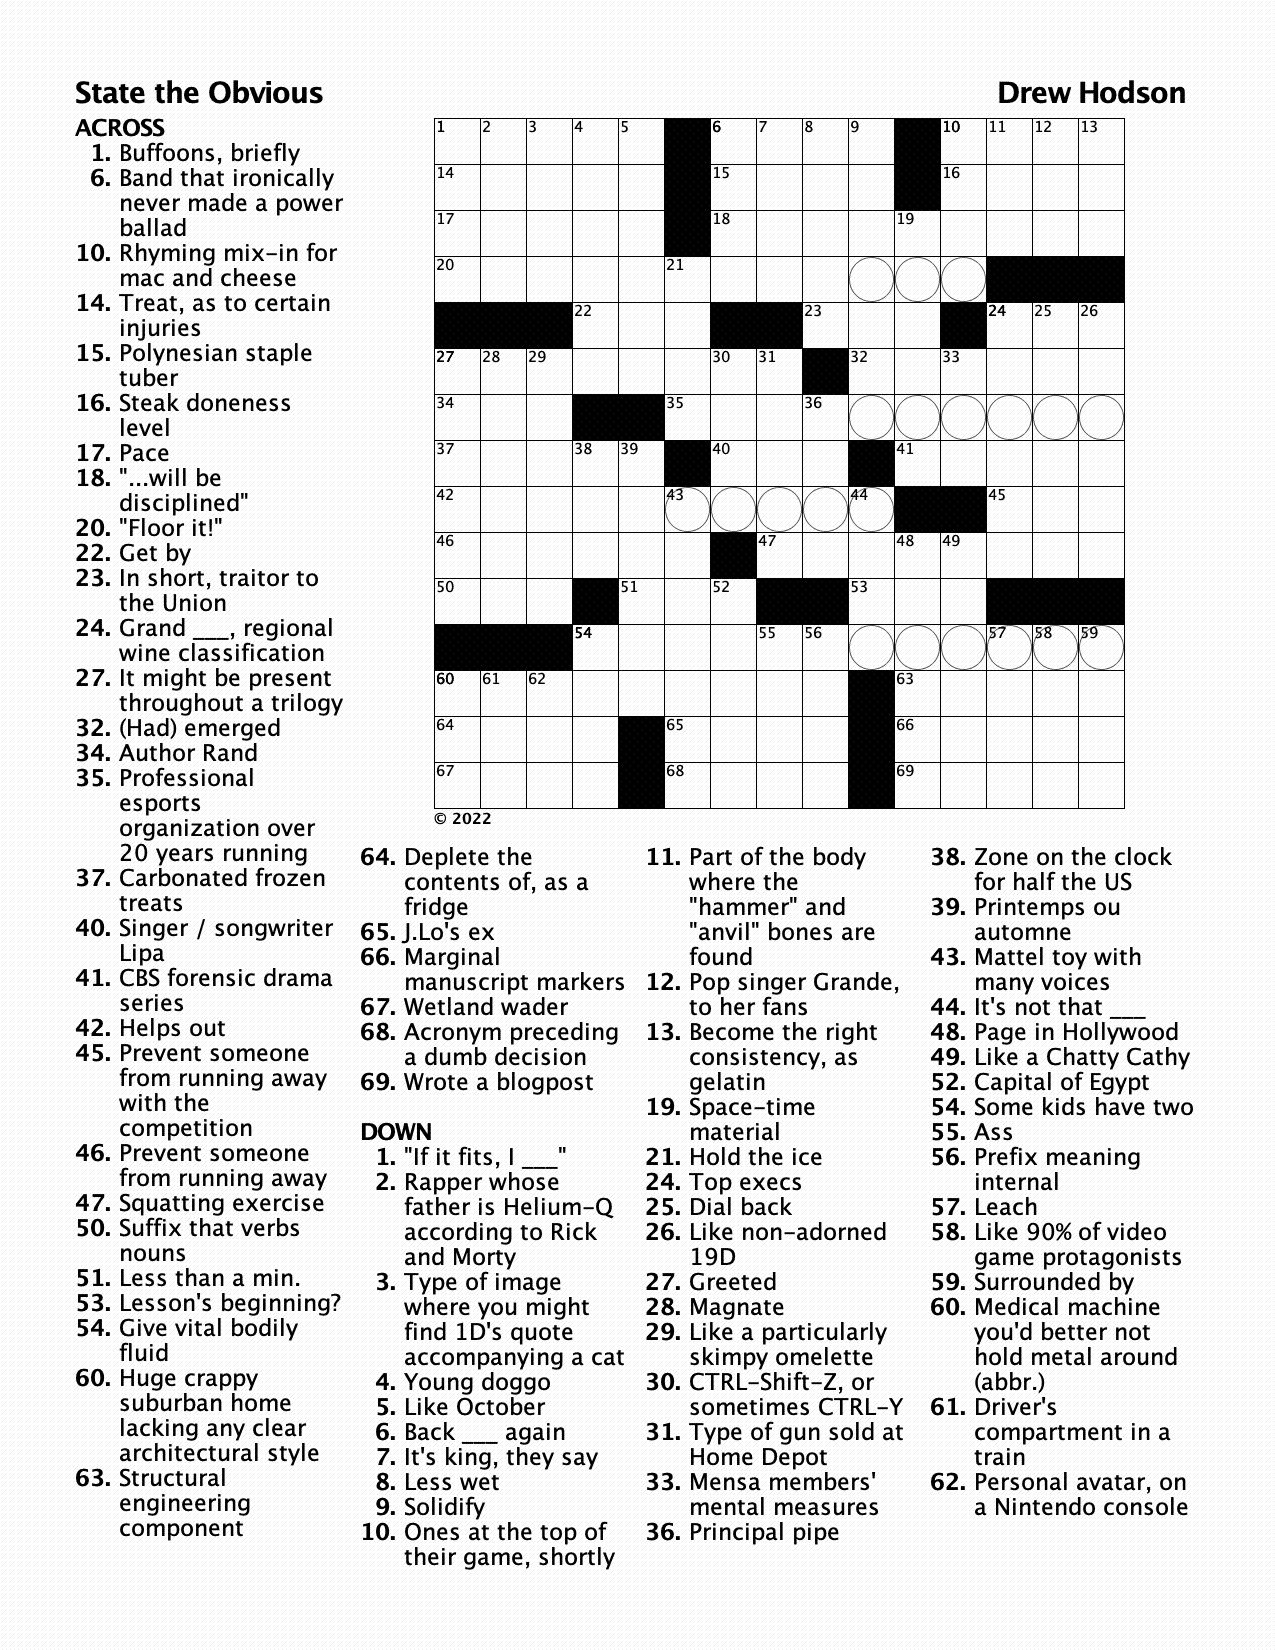 State the Obvious
Drew Hodson
ACROSS
1. Buffoons, briefly
6. Band that ironically
never made a power
ballad
10. Rhyming mix-in for
mac and cheese
14. Treat, as to certain
injuries
15. Polynesian staple
tuber
16. Steak doneness
level
17. Pace
18. "...will be
disciplined"
20. "Floor it!"
22. Get by
23. In short, traitor to
the Union
24. Grand ___, regional
wine classification
27. It might be present
throughout a trilogy
32. (Had) emerged
34. Author Rand
35. Professional
esports
organization over
20 years running
37. Carbonated frozen
treats
40. Singer / songwriter
Lipa
41. CBS forensic drama
series
42. Helps out
45. Prevent someone
from running away
with the
competition
46. Prevent someone
from running away
47. Squatting exercise
50. Suffix that verbs
nouns
51. Less than a min.
53. Lesson's beginning?
54. Give vital bodily
fluid
60. Huge crappy
suburban home
lacking any clear
architectural style
63. Structural
engineering
component
1 2 3 4 5 6 7 8 9 10 11 12 13
14 15 16
17 18 19
20 21
22 23 24 25 26
27 28 29 30 31 32 33
34 35 36
37 38 39 40 41
42 43 44 45
46 47 48 49
50 51 52 53
54 55 56 57 58 59
60 61 62 63
64 65 66
67 68 69
© 2022
64. Deplete the
contents of, as a
fridge
65. J.Lo's ex
66. Marginal
manuscript markers
67. Wetland wader
68. Acronym preceding
a dumb decision
69. Wrote a blogpost
DOWN
1. "If it fits, I ___"
2. Rapper whose
father is Helium-Q
according to Rick
and Morty
3. Type of image
where you might
find 1D's quote
accompanying a cat
4. Young doggo
5. Like October
6. Back ___ again
7. It's king, they say
8. Less wet
9. Solidify
10. Ones at the top of
their game, shortly
11. Part of the body
where the
"hammer" and
"anvil" bones are
found
12. Pop singer Grande,
to her fans
13. Become the right
consistency, as
gelatin
19. Space-time
material
21. Hold the ice
24. Top execs
25. Dial back
26. Like non-adorned
19D
27. Greeted
28. Magnate
29. Like a particularly
skimpy omelette
30. CTRL-Shift-Z, or
sometimes CTRL-Y
31. Type of gun sold at
Home Depot
33. Mensa members'
mental measures
36. Principal pipe
38. Zone on the clock
for half the US
39. Printemps ou
automne
43. Mattel toy with
many voices
44. It's not that ___
48. Page in Hollywood
49. Like a Chatty Cathy
52. Capital of Egypt
54. Some kids have two
55. Ass
56. Prefix meaning
internal
57. Leach
58. Like 90% of video
game protagonists
59. Surrounded by
60. Medical machine
you'd better not
hold metal around
(abbr.)
61. Driver's
compartment in a
train
62. Personal avatar, on
a Nintendo console